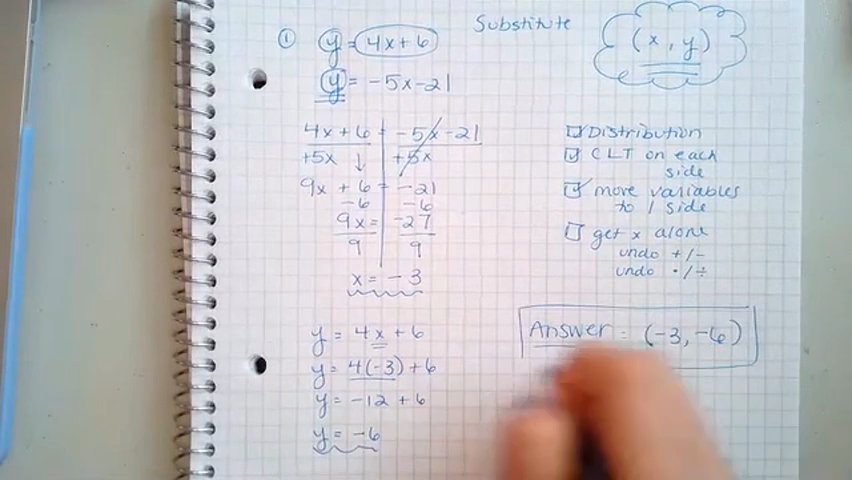 Substitute
① y = 4x+6
(x, y)
y = -5x-21
4x+6 = -5x-21
+5x ↓ +5x
9x + 6 = -21
-6 -6
9x = -27
9 9
x = -3
y = 4x + 6
y = 4(-3) + 6
y = -12 + 6
y = -6
☑ Distribution
☑ CLT on each
side
☑ move variables
to 1 side
☐ get x alone
undo +/-
undo •/÷
Answer = (-3, -6)